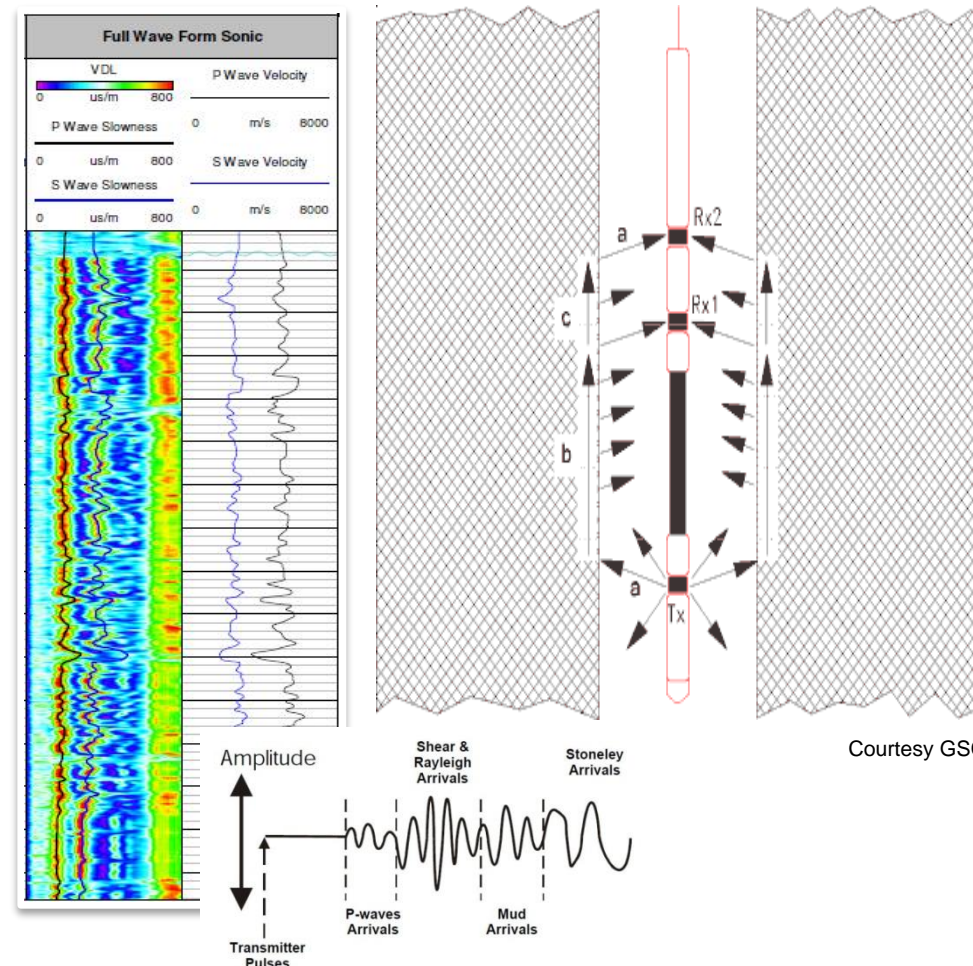 Full Wave Form Sonic
VDL
0 us/m 800
P Wave Slowness
0 us/m 800
S Wave Slowness
0 us/m 800
P Wave Velocity
0 m/s 8000
S Wave Velocity
0 m/s 8000
Rx2
a
Rx1
c
b
a
Tx
Courtesy GSC
Amplitude
Shear &
Rayleigh
Arrivals
Stoneley
Arrivals
P-waves
Arrivals
Mud
Arrivals
Transmitter
Pulses